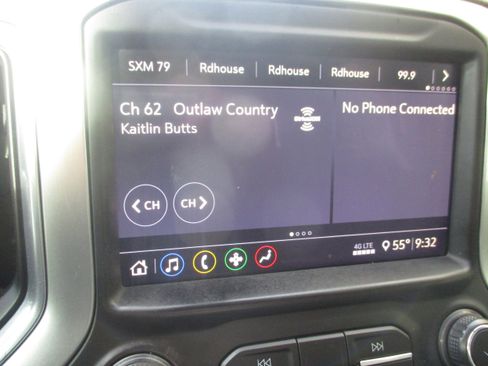 SXM 79 Rdhouse Rdhouse Rdhouse 99.9
Ch 62 Outlaw Country
Kaitlin Butts
SiriusXM
No Phone Connected
CH CH
4G LTE 55° 9:32